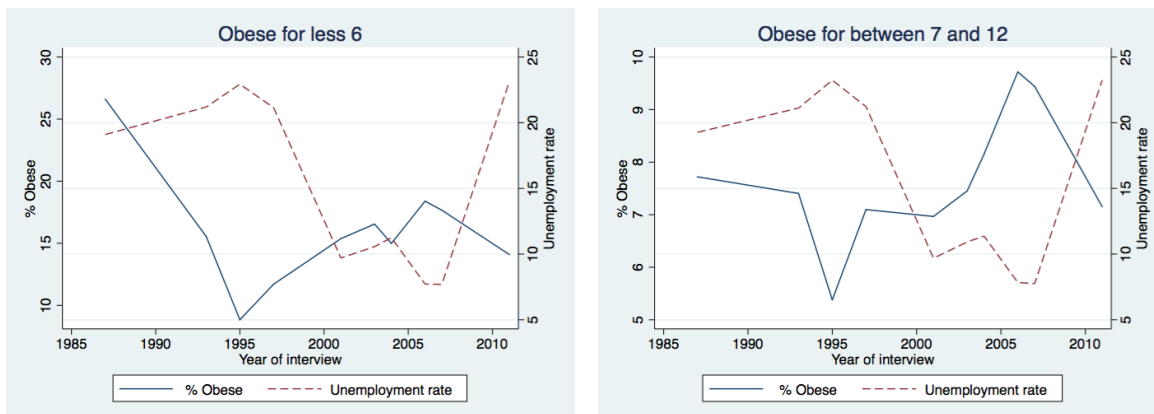 Obese for less 6
30
25
20
15
10
% Obese
25
20
15
10
5
Unemployment rate
1985 1990 1995 2000 2005 2010
Year of interview
% Obese Unemployment rate
Obese for between 7 and 12
10
9
8
7
6
5
% Obese
25
20
15
10
5
Unemployment rate
1985 1990 1995 2000 2005 2010
Year of interview
% Obese Unemployment rate